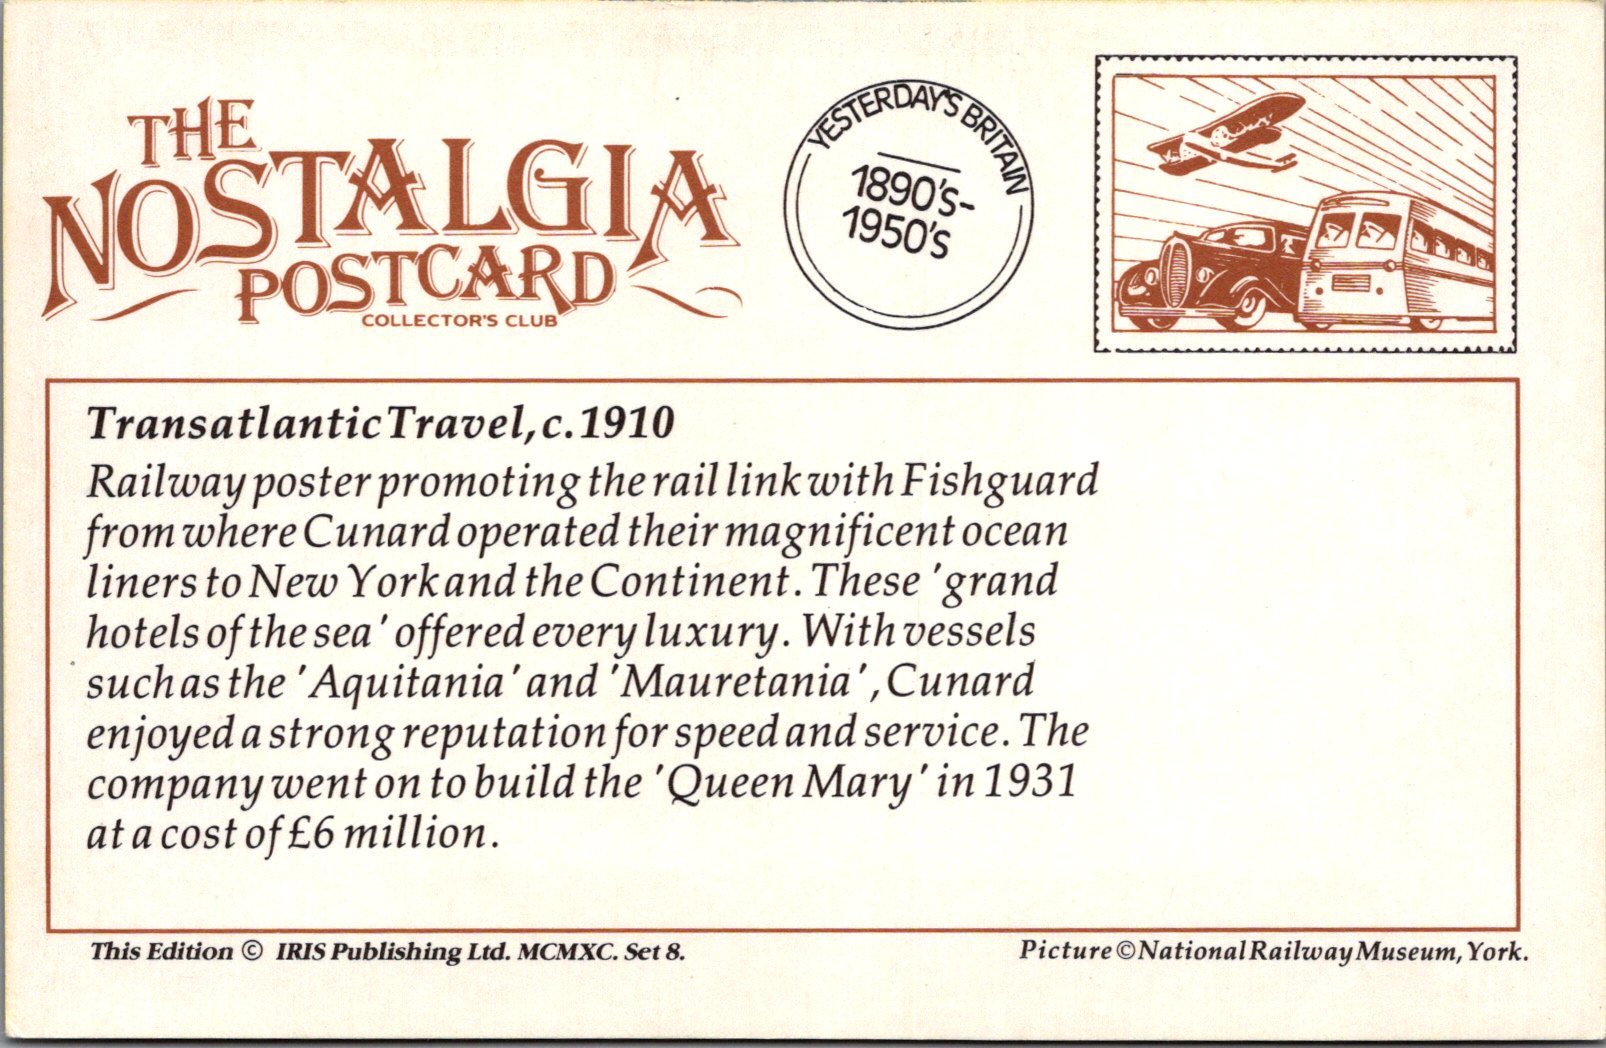 THE
NOSTALGIA
POSTCARD
COLLECTOR'S CLUB
YESTERDAY'S BRITAIN
1890's-
1950's
Transatlantic Travel, c.1910
Railway poster promoting the rail link with Fishguard
from where Cunard operated their magnificent ocean
liners to New York and the Continent. These 'grand
hotels of the sea' offered every luxury. With vessels
such as the 'Aquitania' and 'Mauretania', Cunard
enjoyed a strong reputation for speed and service. The
company went on to build the 'Queen Mary' in 1931
at a cost of £6 million.
This Edition © IRIS Publishing Ltd. MCMXC. Set 8.
Picture © National Railway Museum, York.